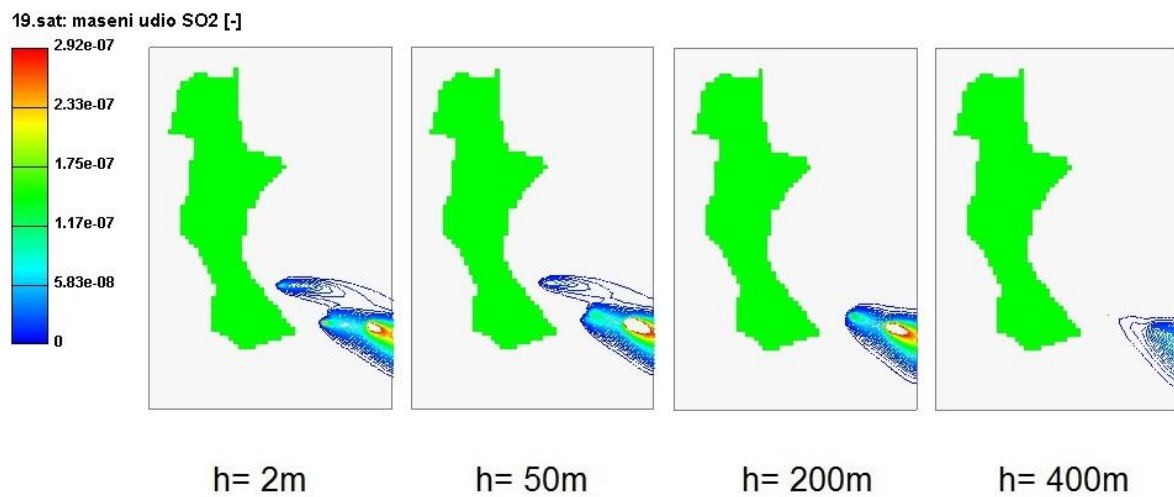 19.sat: maseni udio SO2 [-]
2.92e-07
2.33e-07
1.75e-07
1.17e-07
5.83e-08
0
h= 2m
h= 50m
h= 200m
h= 400m